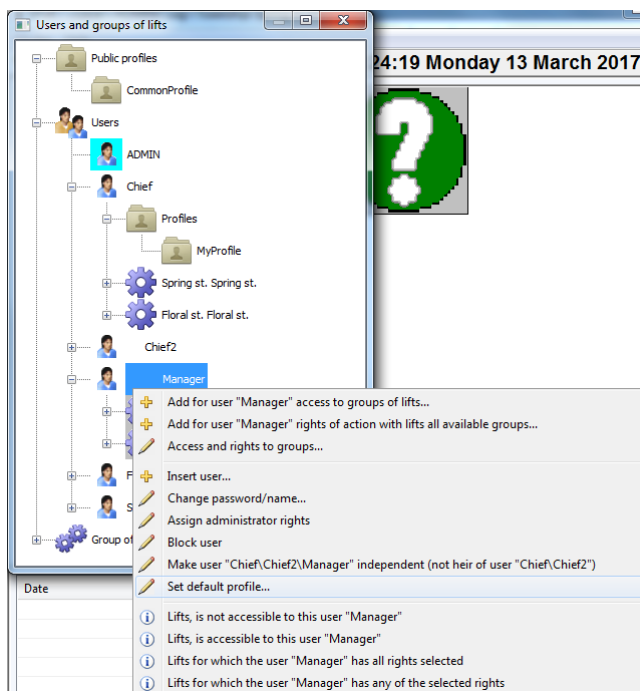 Users and groups of lifts
24:19 Monday 13 March 2017
Public profiles
CommonProfile
Users
ADMIN
Chief
Profiles
MyProfile
Spring st. Spring st.
Floral st. Floral st.
Chief2
Manager
Add for user "Manager" access to groups of lifts...
Add for user "Manager" rights of action with lifts all available groups...
Access and rights to groups...
F
Insert user...
Change password/name...
S
Assign administrator rights
Group of
Block user
Make user "Chief\Chief2\Manager" independent (not heir of user "Chief\Chief2")
Date
Set default profile...
Lifts, is not accessible to this user "Manager"
Lifts, is accessible to this user "Manager"
Lifts for which the user "Manager" has all rights selected
Lifts for which the user "Manager" has any of the selected rights